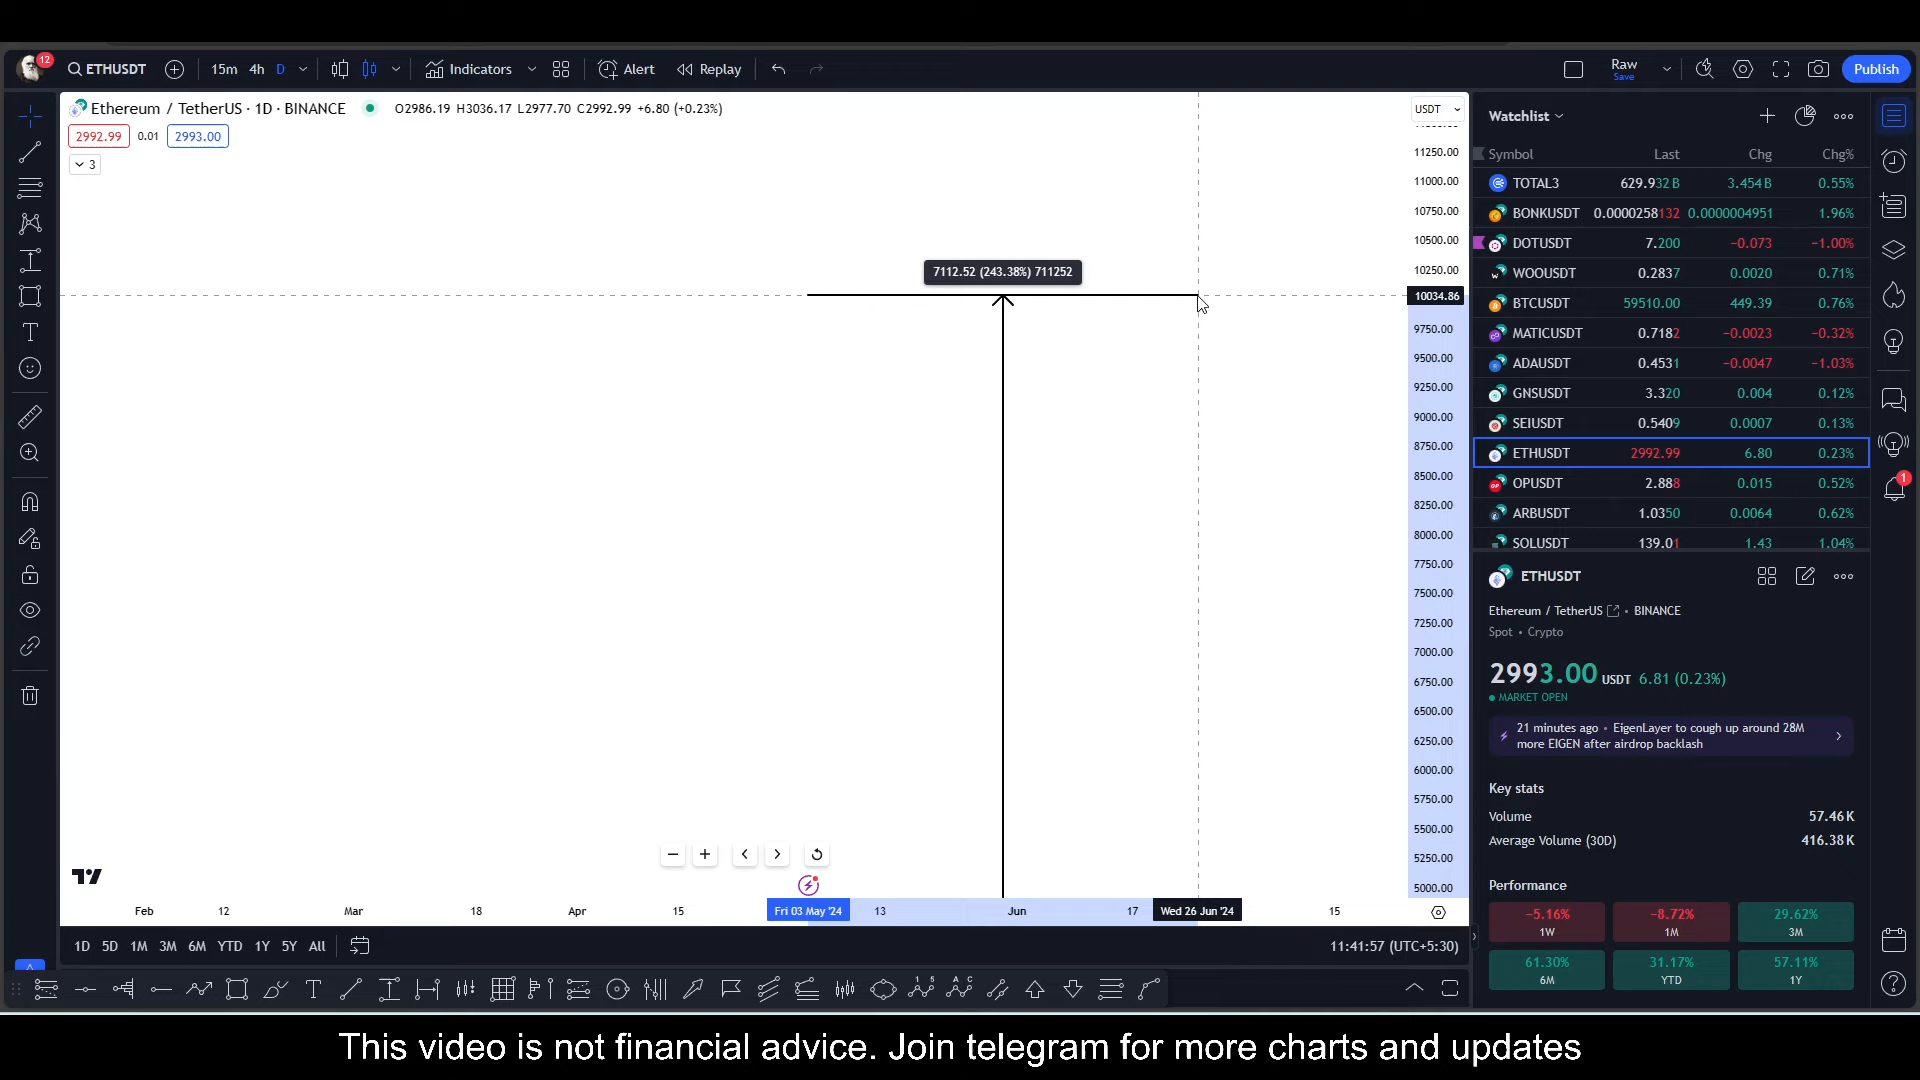 12
ETHUSDT
15m 4h D
Indicators
Alert
Replay
Raw
Save
Publish
Ethereum / TetherUS · 1D · BINANCE
O2986.19 H3036.17 L2977.70 C2992.99 +6.80 (+0.23%)
2992.99 0.01 2993.00
3
USDT
11250.00
11000.00
10750.00
10500.00
10250.00
10034.86
9750.00
9500.00
9250.00
9000.00
8750.00
8500.00
8250.00
8000.00
7750.00
7500.00
7250.00
7000.00
6750.00
6500.00
6250.00
6000.00
5750.00
5500.00
5250.00
5000.00
7112.52 (243.38%) 711252
Feb 12 Mar 18 Apr 15 Fri 03 May '24 13 Jun 17 Wed 26 Jun '24 15
1D 5D 1M 3M 6M YTD 1Y 5Y All
11:41:57 (UTC+5:30)
Watchlist
Symbol Last Chg Chg%
TOTAL3 629.932B 3.454B 0.55%
BONKUSDT 0.0000258132 0.0000004951 1.96%
DOTUSDT 7.200 −0.073 −1.00%
WOOUSDT 0.2837 0.0020 0.71%
BTCUSDT 59510.00 449.39 0.76%
MATICUSDT 0.7182 −0.0023 −0.32%
ADAUSDT 0.4531 −0.0047 −1.03%
GNSUSDT 3.320 0.004 0.12%
SEIUSDT 0.5409 0.0007 0.13%
ETHUSDT 2992.99 6.80 0.23%
OPUSDT 2.888 0.015 0.52%
ARBUSDT 1.0350 0.0064 0.62%
SOLUSDT 139.01 1.43 1.04%
1
ETHUSDT
Ethereum / TetherUS • BINANCE
Spot • Crypto
2993.00 USDT 6.81 (0.23%)
MARKET OPEN
21 minutes ago • EigenLayer to cough up around 28M
more EIGEN after airdrop backlash
Key stats
Volume 57.46K
Average Volume (30D) 416.38K
Performance
−5.16% −8.72% 29.62%
1W 1M 3M
61.30% 31.17% 57.11%
6M YTD 1Y
This video is not financial advice. Join telegram for more charts and updates